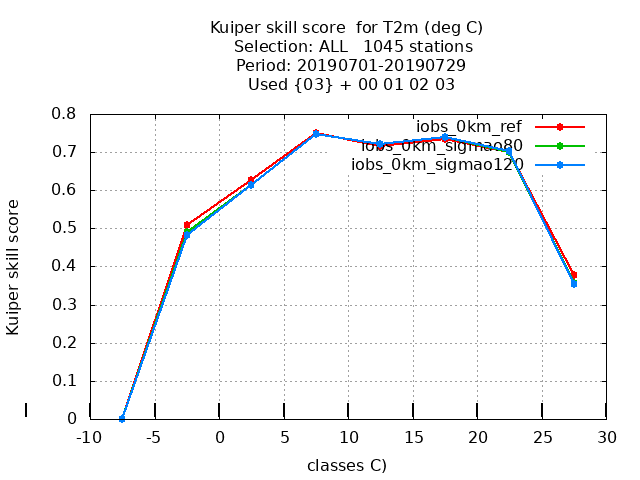 Kuiper skill score  for T2m (deg C)
Selection: ALL   1045 stations
Period: 20190701-20190729
Used {03} + 00 01 02 03
iobs_0km_ref
iobs_0km_sigmao80
iobs_0km_sigmao120
Kuiper skill score
0.8
0.7
0.6
0.5
0.4
0.3
0.2
0.1
0
-10 -5 0 5 10 15 20 25 30
classes C)